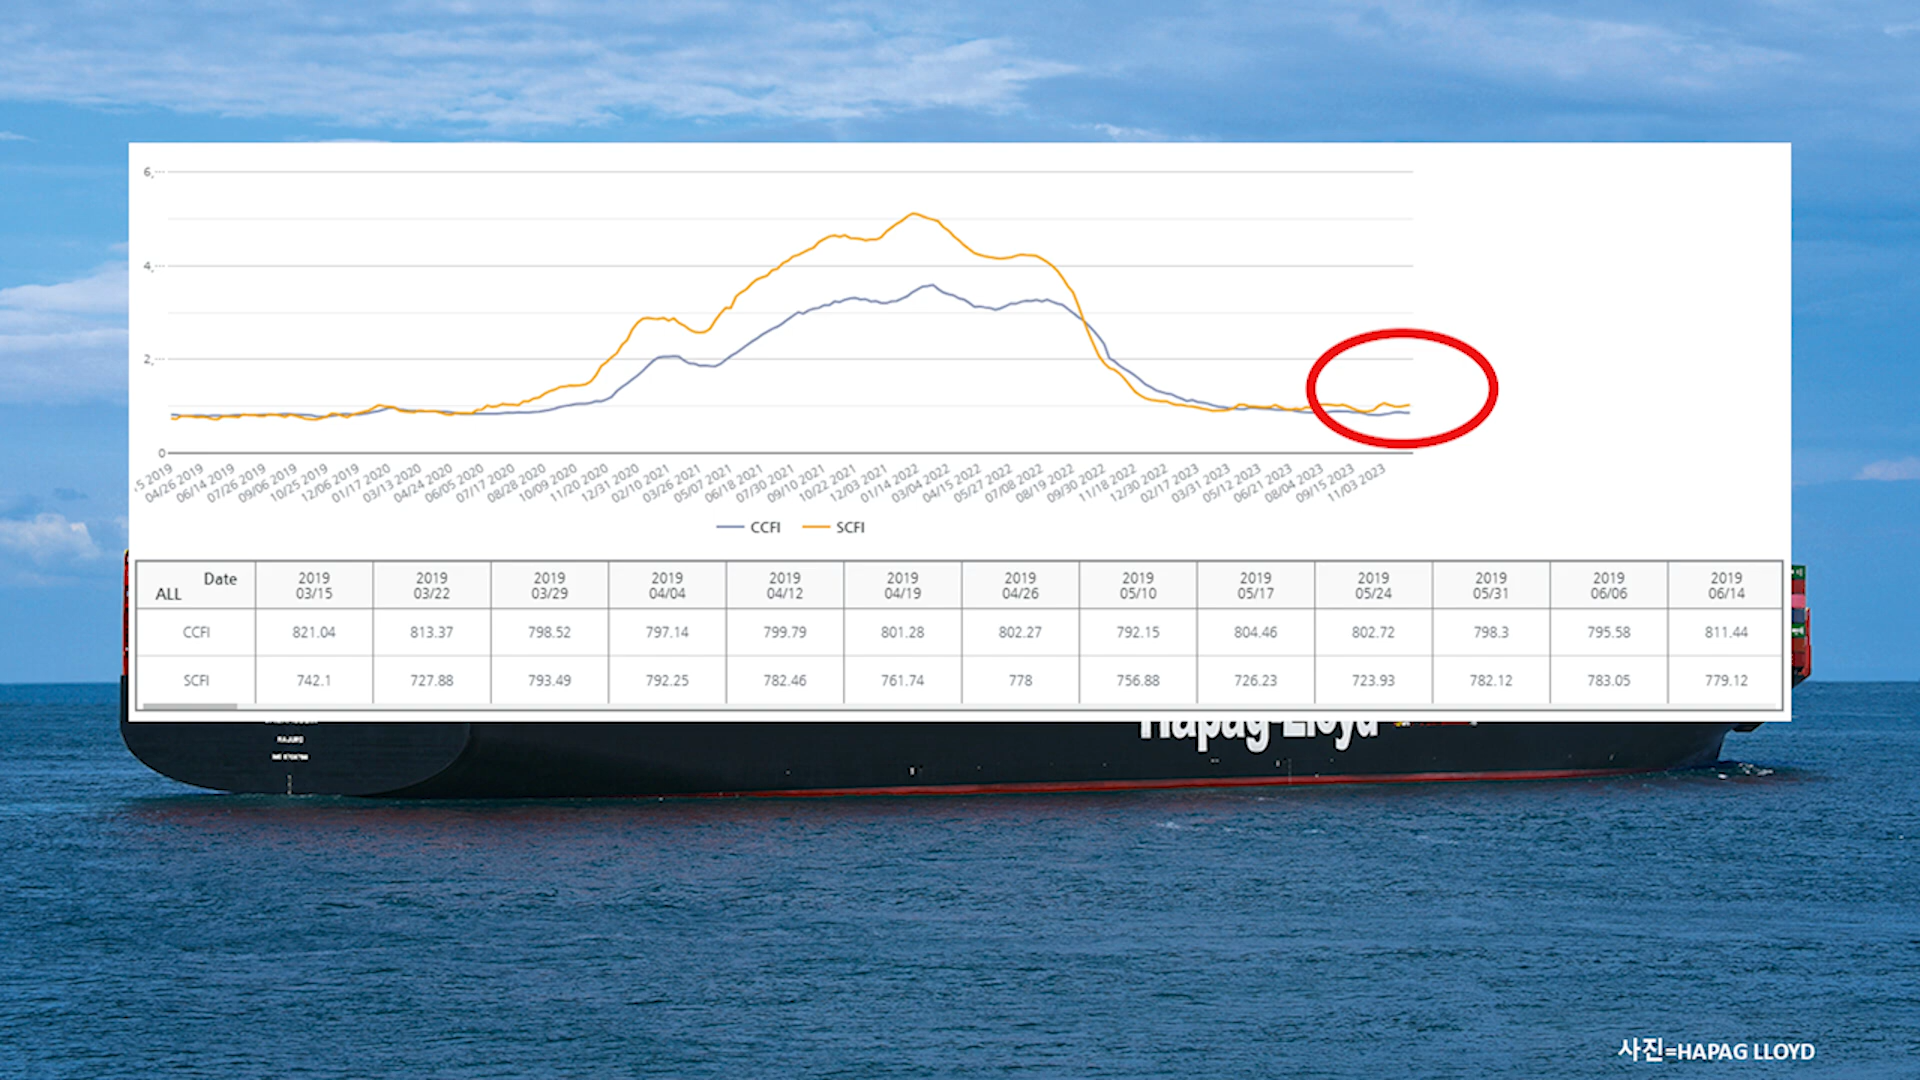 6,...
4,...
2,...
0
5 2019 04/26 2019 06/14 2019 07/26 2019 09/06 2019 10/25 2019 12/06 2019 01/17 2020 03/13 2020 04/24 2020 06/05 2020 07/17 2020 08/28 2020 10/09 2020 11/20 2020 12/31 2020 02/10 2021 03/26 2021 05/07 2021 06/18 2021 07/30 2021 09/10 2021 10/22 2021 12/03 2021 01/14 2022 03/04 2022 04/15 2022 05/27 2022 07/08 2022 08/19 2022 09/30 2022 11/18 2022 12/30 2022 02/17 2023 03/31 2023 05/12 2023 06/21 2023 08/04 2023 09/15 2023 11/03 2023
CCFI SCFI
Date 2019 2019 2019 2019 2019 2019 2019 2019 2019 2019 2019 2019 2019
ALL 03/15 03/22 03/29 04/04 04/12 04/19 04/26 05/10 05/17 05/24 05/31 06/06 06/14
CCFI 821.04 813.37 798.52 797.14 799.79 801.28 802.27 792.15 804.46 802.72 798.3 795.58 811.44
SCFI 742.1 727.88 793.49 792.25 782.46 761.74 778 756.88 726.23 723.93 782.12 783.05 779.12
Hapag-Lloyd
사진=HAPAG LLOYD